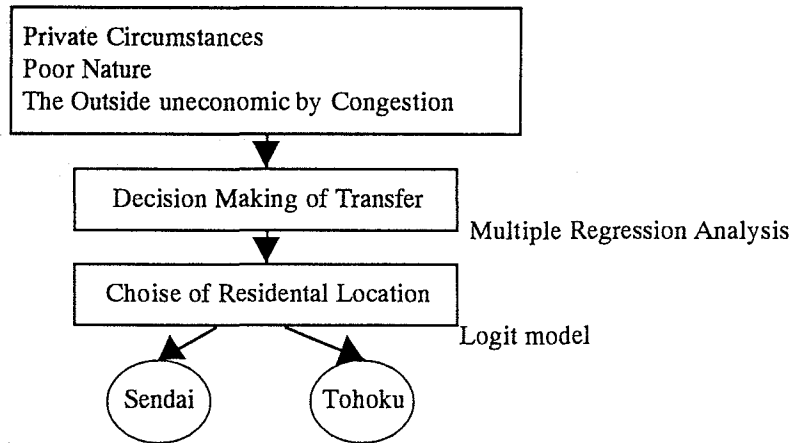 Private Circumstances
Poor Nature
The Outside uneconomic by Congestion
Decision Making of Transfer
Multiple Regression Analysis
Choise of Residental Location
Logit model
Sendai
Tohoku